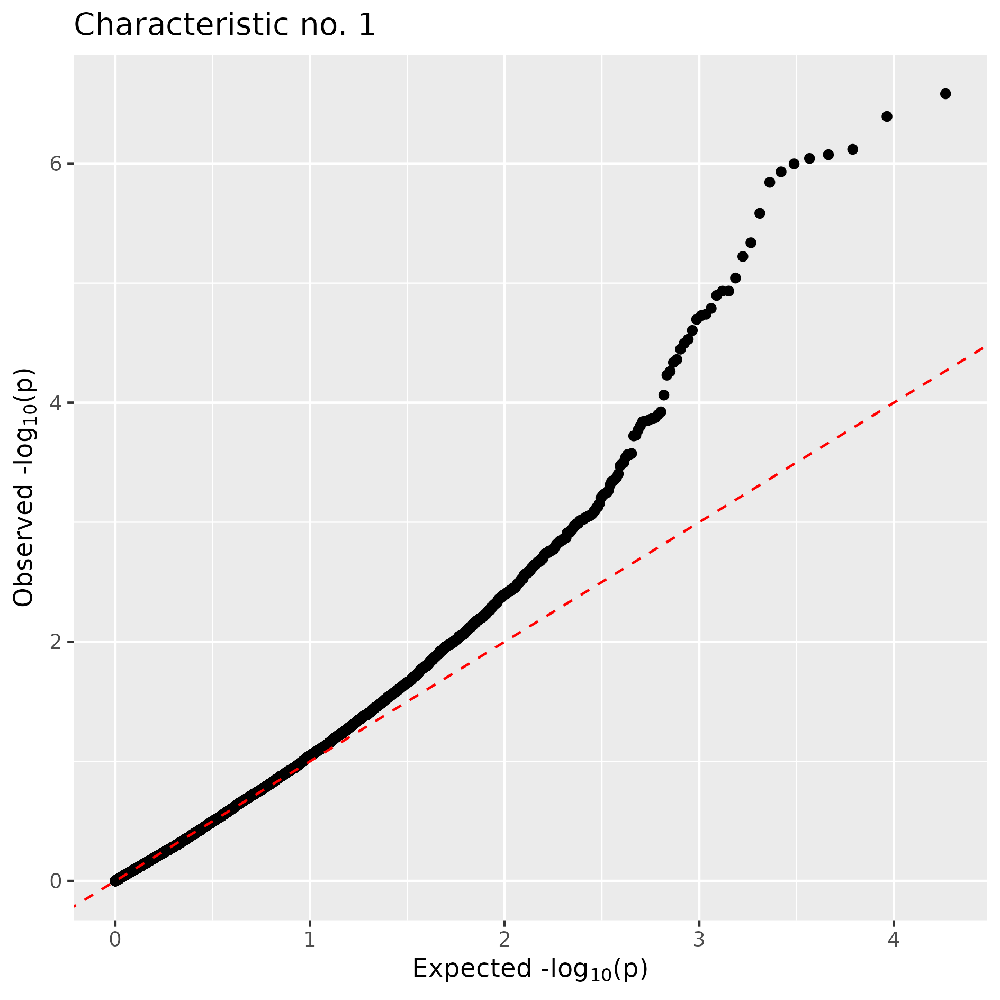 Characteristic no. 1
Observed -log₁₀(p)
6
4
2
0
0 1 2 3 4
Expected -log₁₀(p)